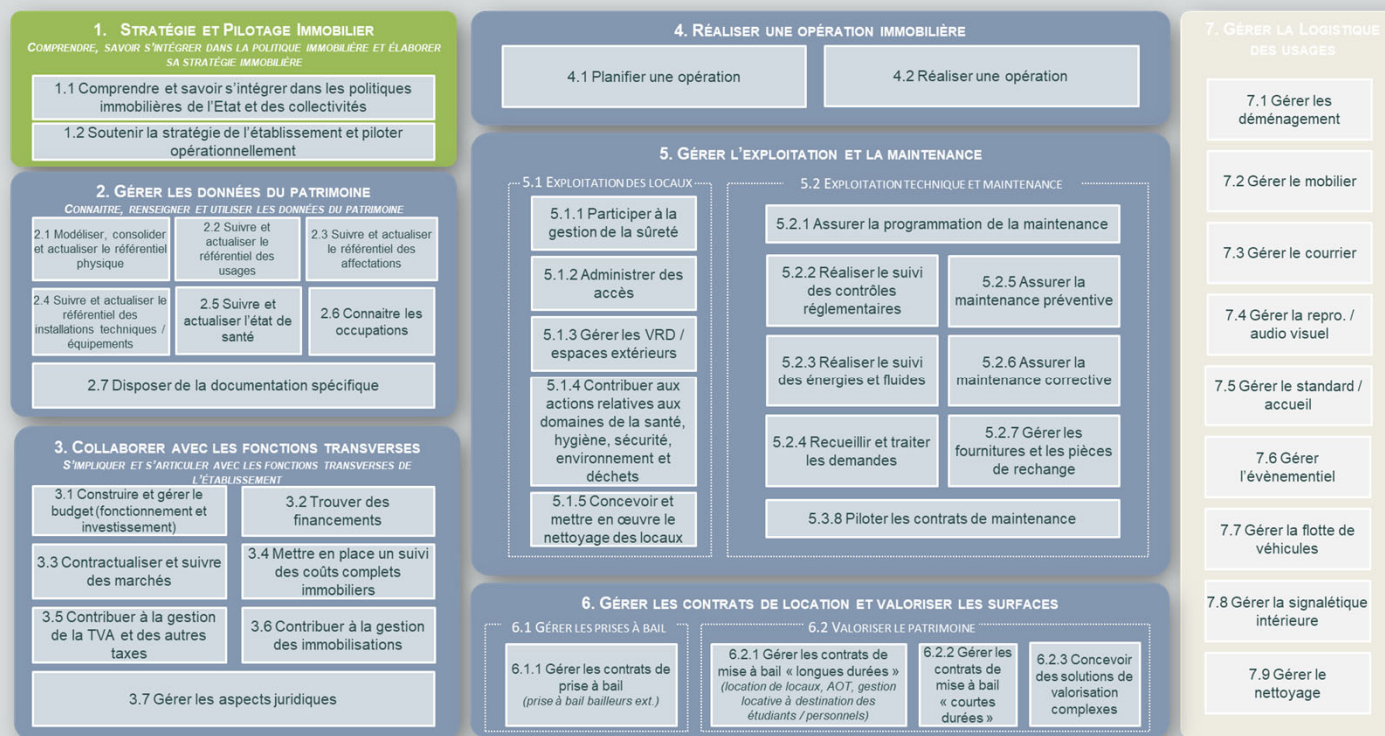 1. Stratégie et Pilotage Immobilier
Comprendre, savoir s'intégrer dans la politique immobilière et élaborer
sa stratégie immobilière
1.1 Comprendre et savoir s'intégrer dans les politiques
immobilières de l'Etat et des collectivités
1.2 Soutenir la stratégie de l'établissement et piloter
opérationnellement
2. Gérer les données du patrimoine
Connaitre, renseigner et utiliser les données du patrimoine
2.1 Modéliser, consolider
et actualiser le référentiel
physique
2.2 Suivre et
actualiser le
référentiel des
usages
2.3 Suivre et actualiser
le référentiel des
affectations
2.4 Suivre et actualiser le
référentiel des
installations techniques /
équipements
2.5 Suivre et
actualiser l'état de
santé
2.6 Connaitre les
occupations
2.7 Disposer de la documentation spécifique
3. Collaborer avec les fonctions transverses
S'impliquer et s'articuler avec les fonctions transverses de
l'établissement
3.1 Construire et gérer le
budget (fonctionnement et
investissement)
3.2 Trouver des
financements
3.3 Contractualiser et suivre
des marchés
3.4 Mettre en place un suivi
des coûts complets
immobiliers
3.5 Contribuer à la gestion
de la TVA et des autres
taxes
3.6 Contribuer à la gestion
des immobilisations
3.7 Gérer les aspects juridiques
4. Réaliser une opération immobilière
4.1 Planifier une opération
4.2 Réaliser une opération
5. Gérer l'exploitation et la maintenance
5.1 Exploitation des locaux
5.1.1 Participer à la
gestion de la sûreté
5.1.2 Administrer des
accès
5.1.3 Gérer les VRD /
espaces extérieurs
5.1.4 Contribuer aux
actions relatives aux
domaines de la santé,
hygiène, sécurité,
environnement et
déchets
5.1.5 Concevoir et
mettre en œuvre le
nettoyage des locaux
5.2 Exploitation technique et maintenance
5.2.1 Assurer la programmation de la maintenance
5.2.2 Réaliser le suivi
des contrôles
réglementaires
5.2.5 Assurer la
maintenance préventive
5.2.3 Réaliser le suivi
des énergies et fluides
5.2.6 Assurer la
maintenance corrective
5.2.4 Recueillir et traiter
les demandes
5.2.7 Gérer les
fournitures et les pièces
de rechange
5.3.8 Piloter les contrats de maintenance
6. Gérer les contrats de location et valoriser les surfaces
6.1 Gérer les prises à bail
6.1.1 Gérer les contrats de
prise à bail
(prise à bail bailleurs ext.)
6.2 Valoriser le patrimoine
6.2.1 Gérer les contrats de
mise à bail « longues durées »
(location de locaux, AOT, gestion
locative à destination des
étudiants / personnels)
6.2.2 Gérer les
contrats de
mise à bail
« courtes
durées »
6.2.3 Concevoir
des solutions de
valorisation
complexes
7. Gérer la Logistique
des usages
7.1 Gérer les
déménagement
7.2 Gérer le mobilier
7.3 Gérer le courrier
7.4 Gérer la repro. /
audio visuel
7.5 Gérer le standard /
accueil
7.6 Gérer
l'évènementiel
7.7 Gérer la flotte de
véhicules
7.8 Gérer la signalétique
intérieure
7.9 Gérer le
nettoyage